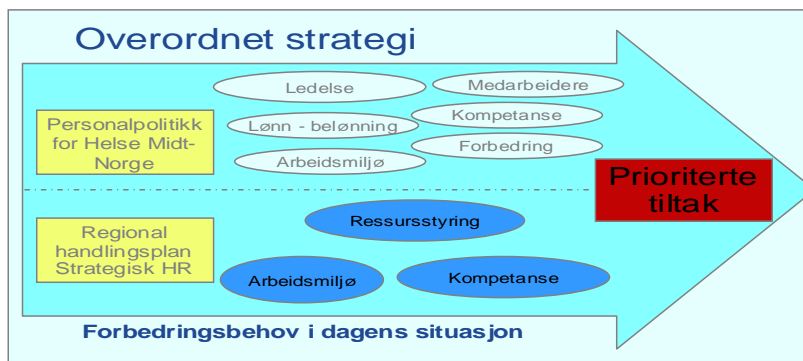 Overordnet strategi
Ledelse
Medarbeidere
Personalpolitikk
for Helse Midt-
Norge
Lønn - belønning
Kompetanse
Arbeidsmiljø
Forbedring
Prioriterte
tiltak
Regional
handlingsplan
Strategisk HR
Ressursstyring
Arbeidsmiljø
Kompetanse
Forbedringsbehov i dagens situasjon